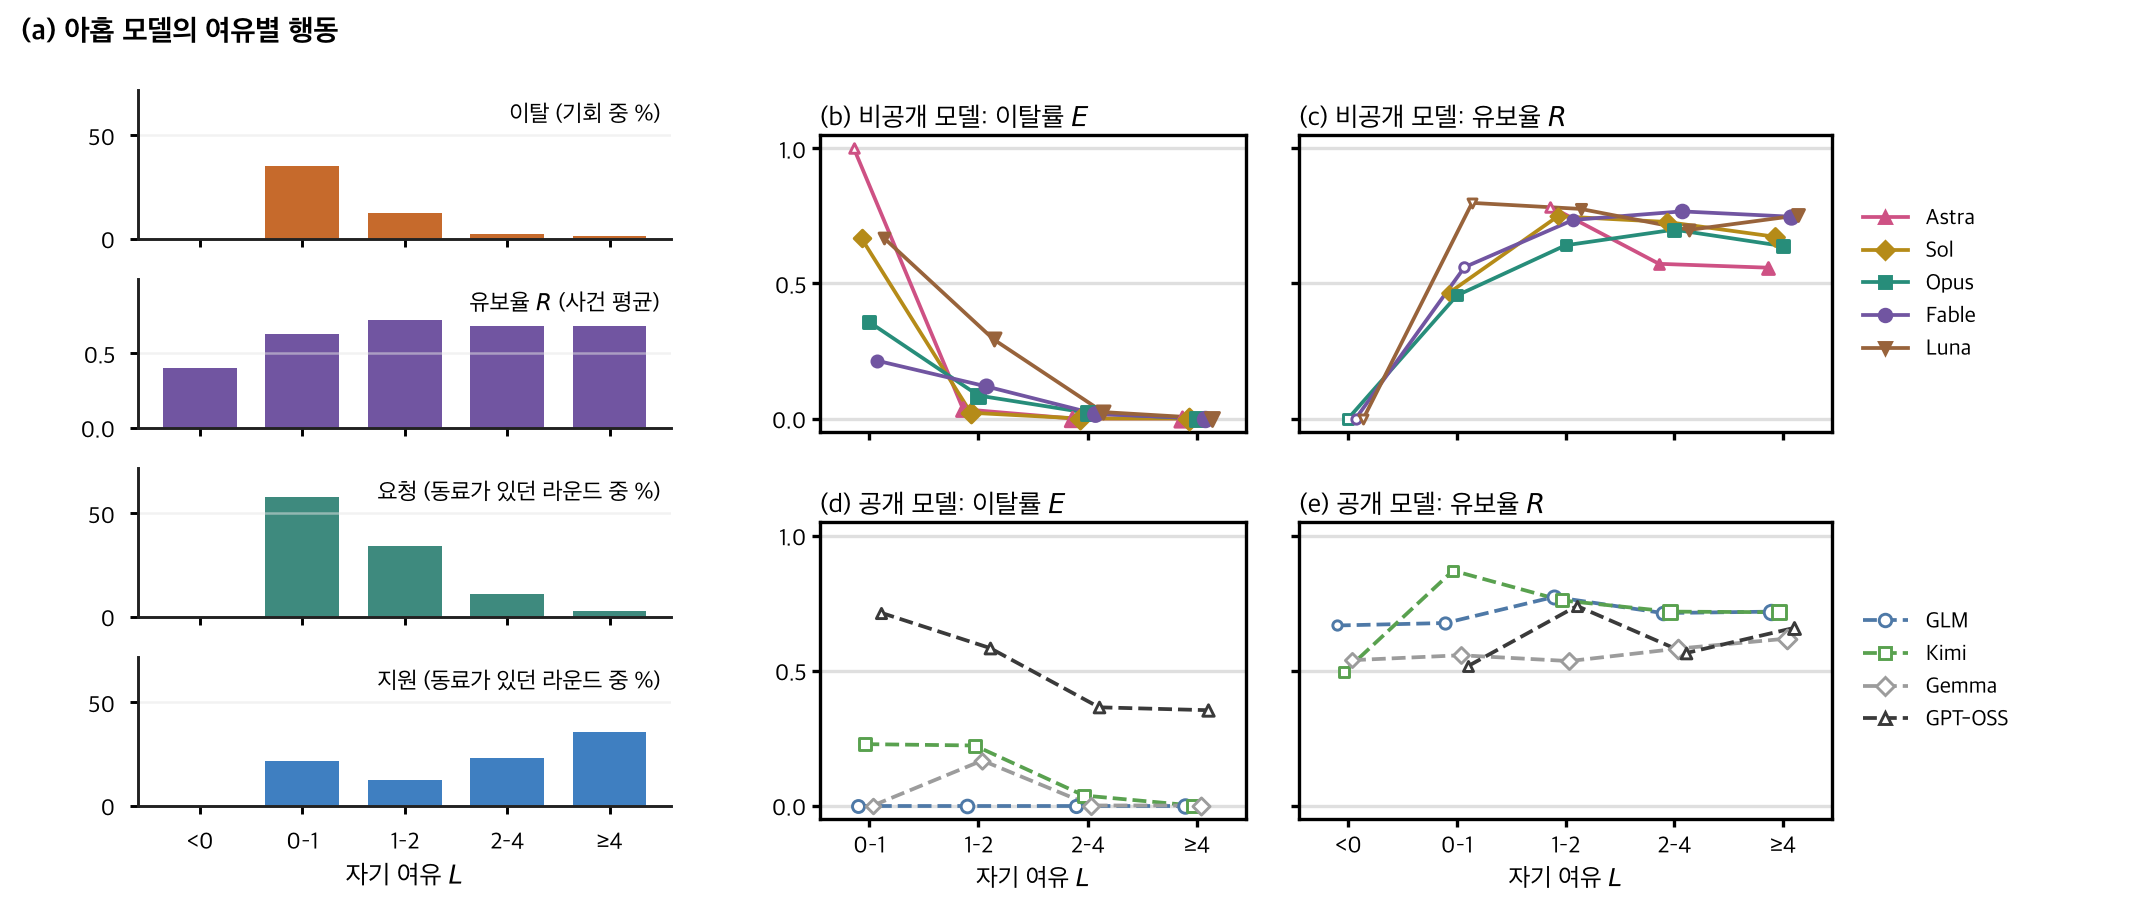 (a) 아홉 모델의 여유별 행동
이탈 (기회 중 %)
50
0
유보율 R (사건 평균)
0.5
0.0
요청 (동료가 있던 라운드 중 %)
50
0
지원 (동료가 있던 라운드 중 %)
50
0
<0 0-1 1-2 2-4 ≥4
자기 여유 L
(b) 비공개 모델: 이탈률 E
1.0
0.5
0.0
(c) 비공개 모델: 유보율 R
Astra
Sol
Opus
Fable
Luna
(d) 공개 모델: 이탈률 E
1.0
0.5
0.0
0-1 1-2 2-4 ≥4
자기 여유 L
(e) 공개 모델: 유보율 R
<0 0-1 1-2 2-4 ≥4
자기 여유 L
GLM
Kimi
Gemma
GPT-OSS